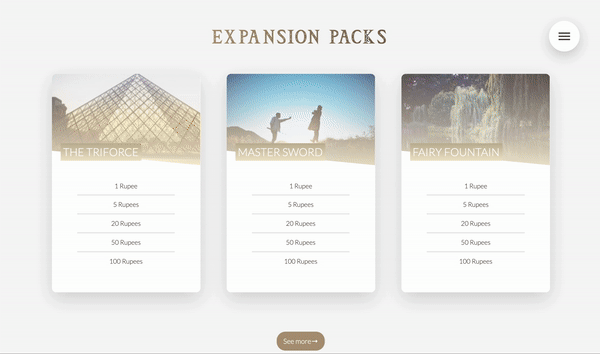 EXPANSION PACKS
THE TRIFORCE
MASTER SWORD
FAIRY FOUNTAIN
1 Rupee
5 Rupees
20 Rupees
50 Rupees
100 Rupees
1 Rupee
5 Rupees
20 Rupees
50 Rupees
100 Rupees
1 Rupee
5 Rupees
20 Rupees
50 Rupees
100 Rupees
See more→